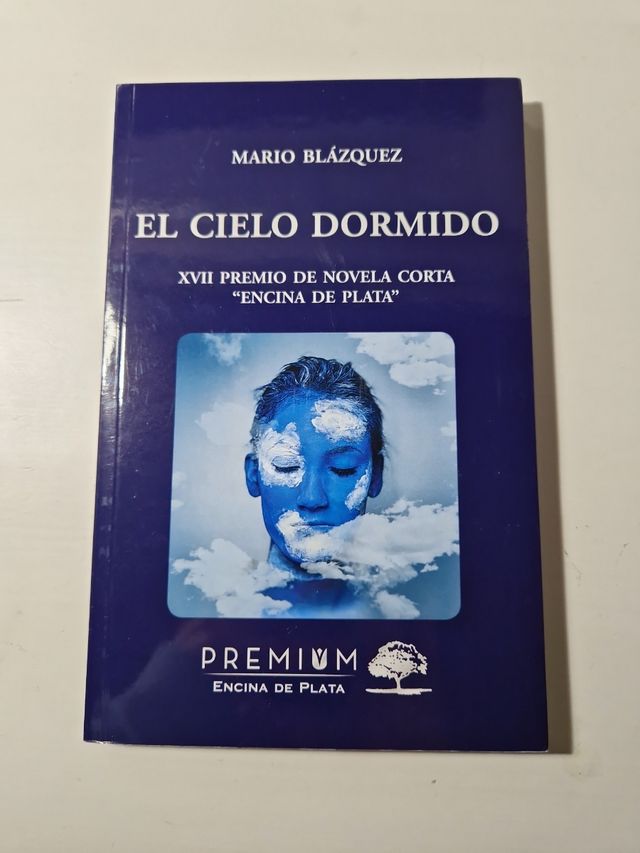 MARIO BLÁZQUEZ
EL CIELO DORMIDO
XVII PREMIO DE NOVELA CORTA
“ENCINA DE PLATA”
PREMIUM
ENCINA DE PLATA